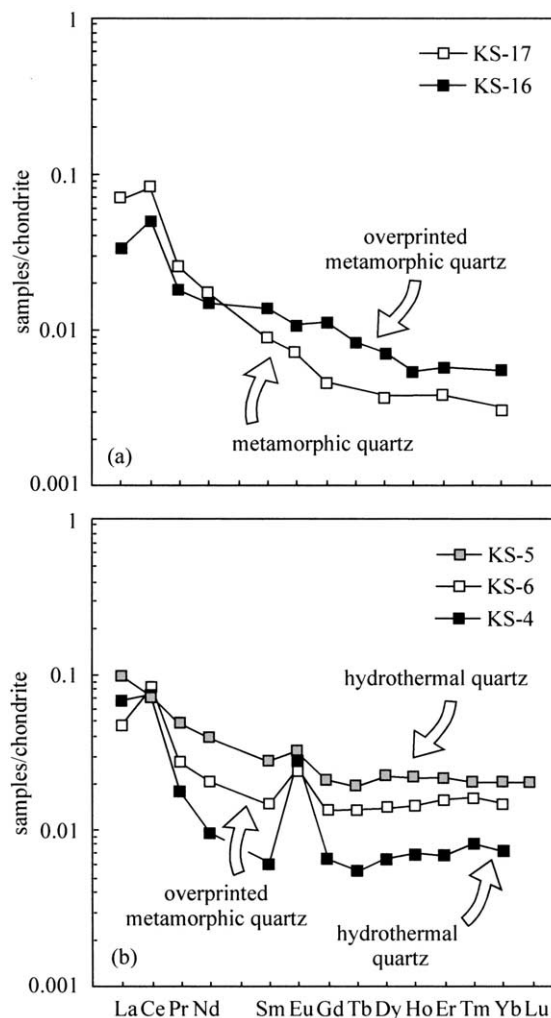 1
KS-17
KS-16
0.1
samples/chondrite
overprinted
metamorphic quartz
0.01
metamorphic quartz
(a)
0.001
1
KS-5
KS-6
KS-4
0.1
hydrothermal quartz
samples/chondrite
0.01
overprinted
metamorphic quartz
hydrothermal
quartz
(b)
0.001
La Ce Pr Nd Sm Eu Gd Tb Dy Ho Er Tm Yb Lu